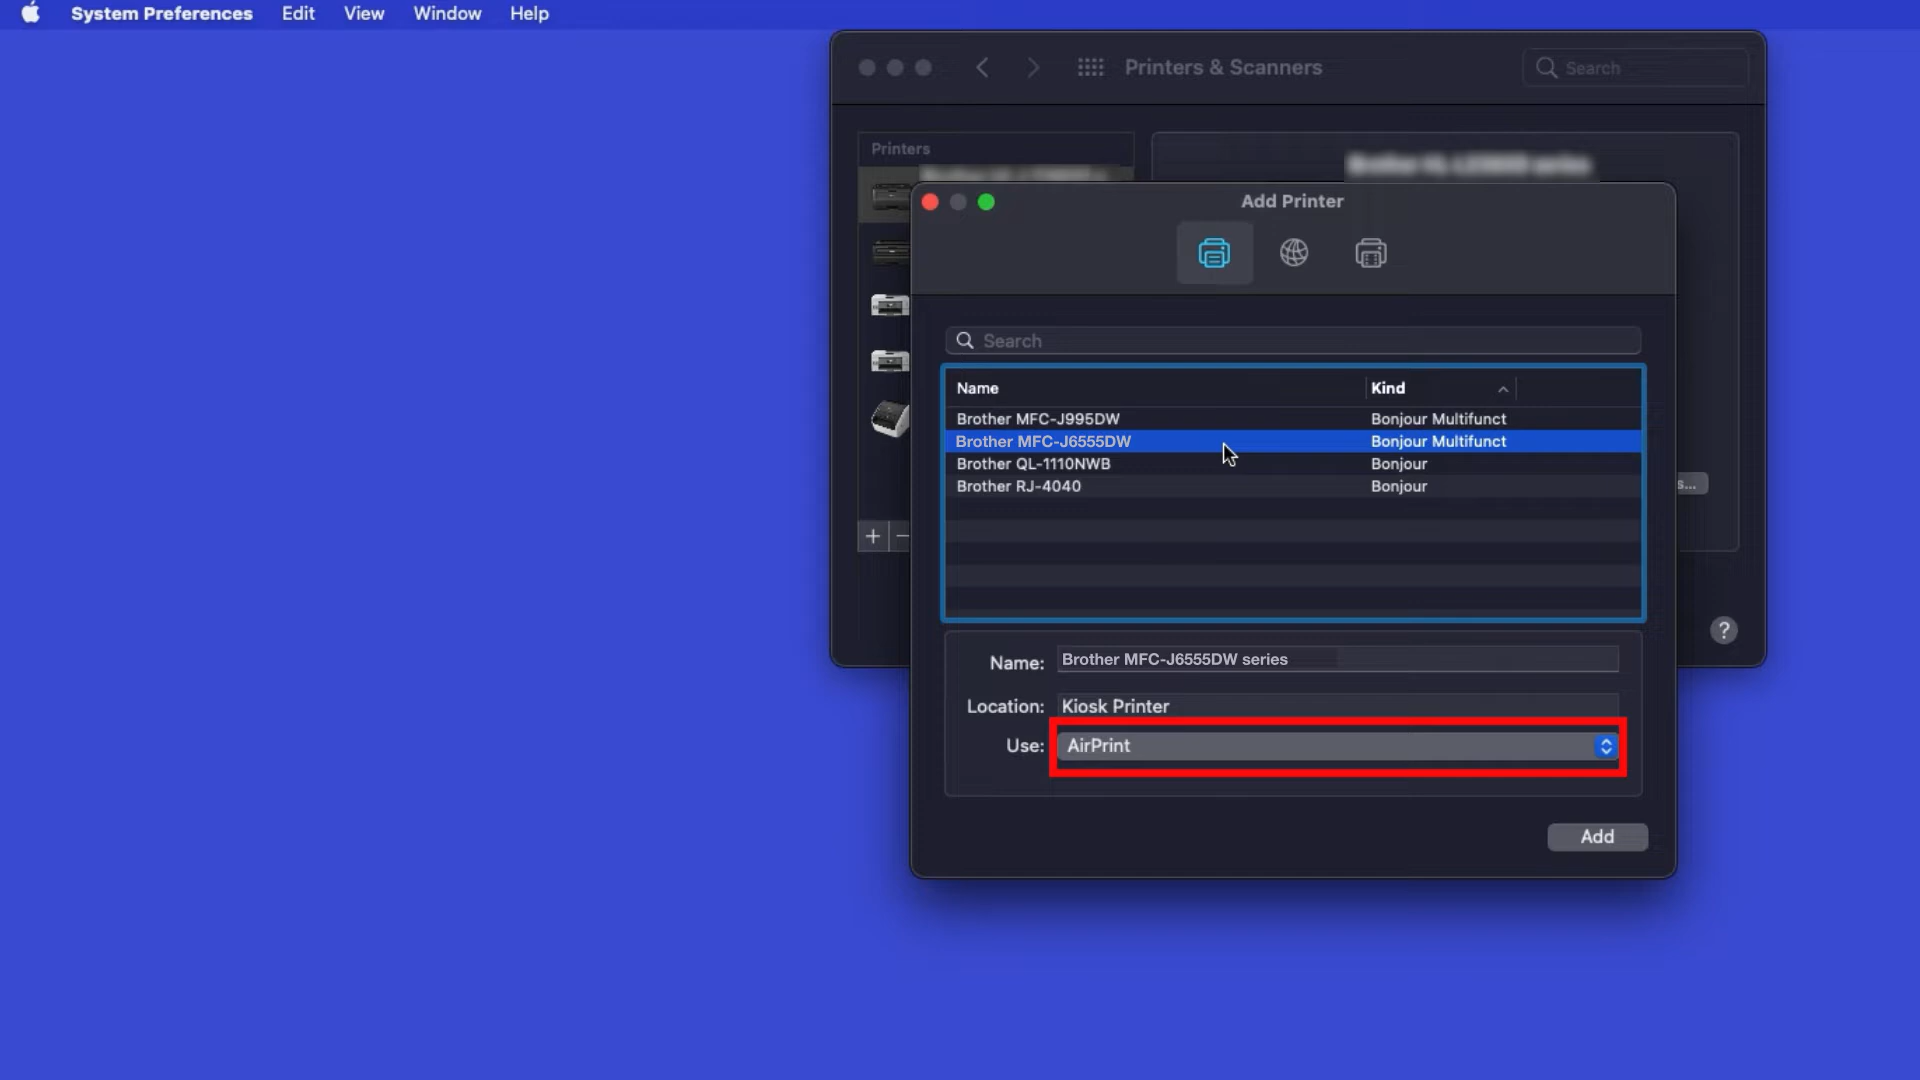 System Preferences Edit View Window Help
Printers & Scanners
Search
Printers
Add Printer
Search
Name Kind
Brother MFC-J995DW Bonjour Multifunct
Brother MFC-J6555DW Bonjour Multifunct
Brother QL-1110NWB Bonjour
Brother RJ-4040 Bonjour
s...
+ −
?
Name: Brother MFC-J6555DW series
Location: Kiosk Printer
Use: AirPrint
Add